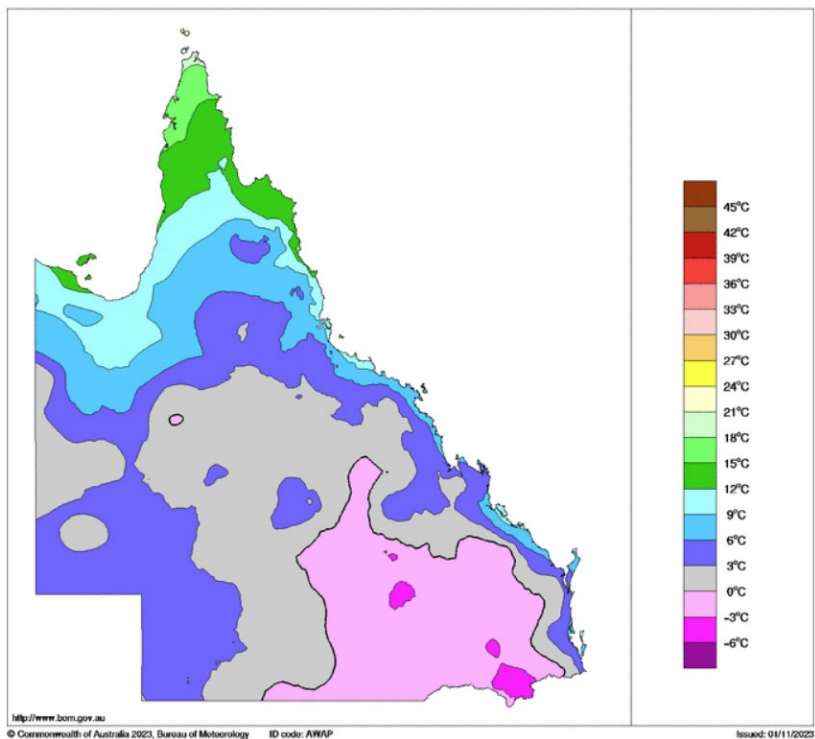 45°C
42°C
39°C
36°C
33°C
30°C
27°C
24°C
21°C
18°C
15°C
12°C
9°C
6°C
3°C
0°C
-3°C
-6°C
http://www.bom.gov.au
© Commonwealth of Australia 2023, Bureau of Meteorology ID code: AWAP Issued: 01/11/2023